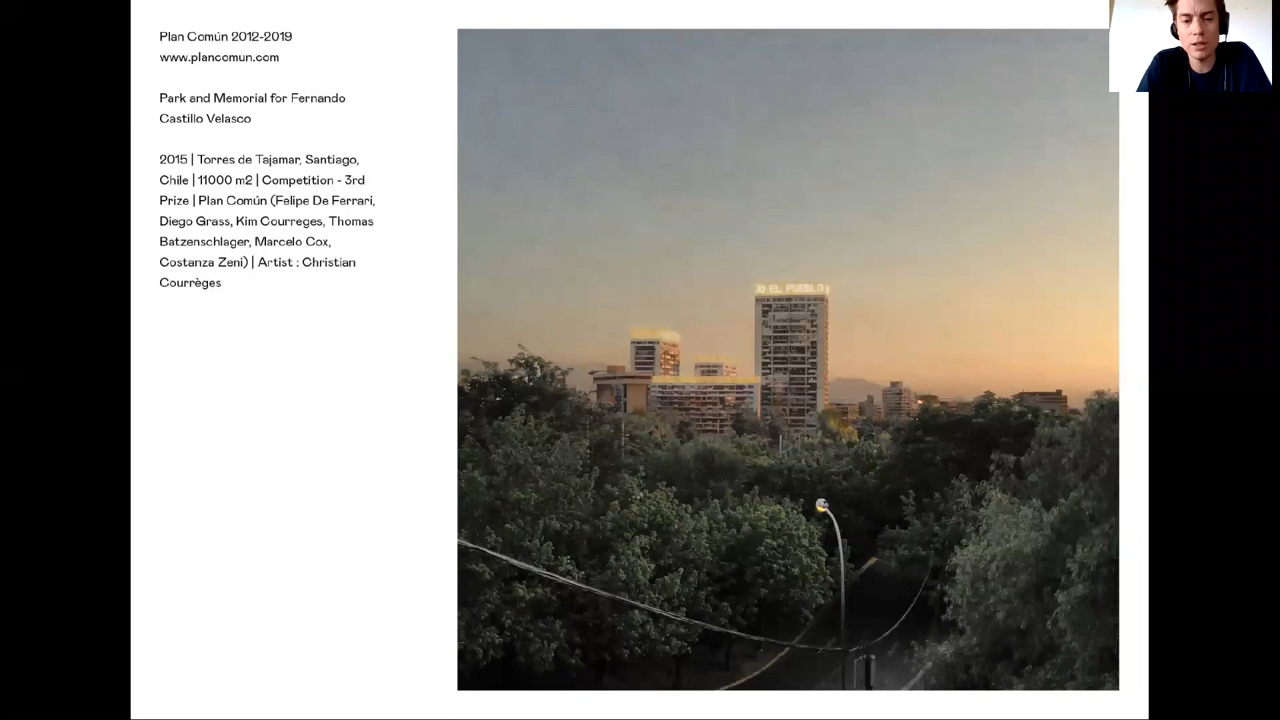 Plan Común 2012-2019
www.plancomun.com
Park and Memorial for Fernando
Castillo Velasco
2015 | Torres de Tajamar, Santiago,
Chile | 11000 m2 | Competition - 3rd
Prize | Plan Común (Felipe De Ferrari,
Diego Grass, Kim Courreges, Thomas
Batzenschlager, Marcelo Cox,
Costanza Zeni) | Artist : Christian
Courrèges
EL PUEBLO